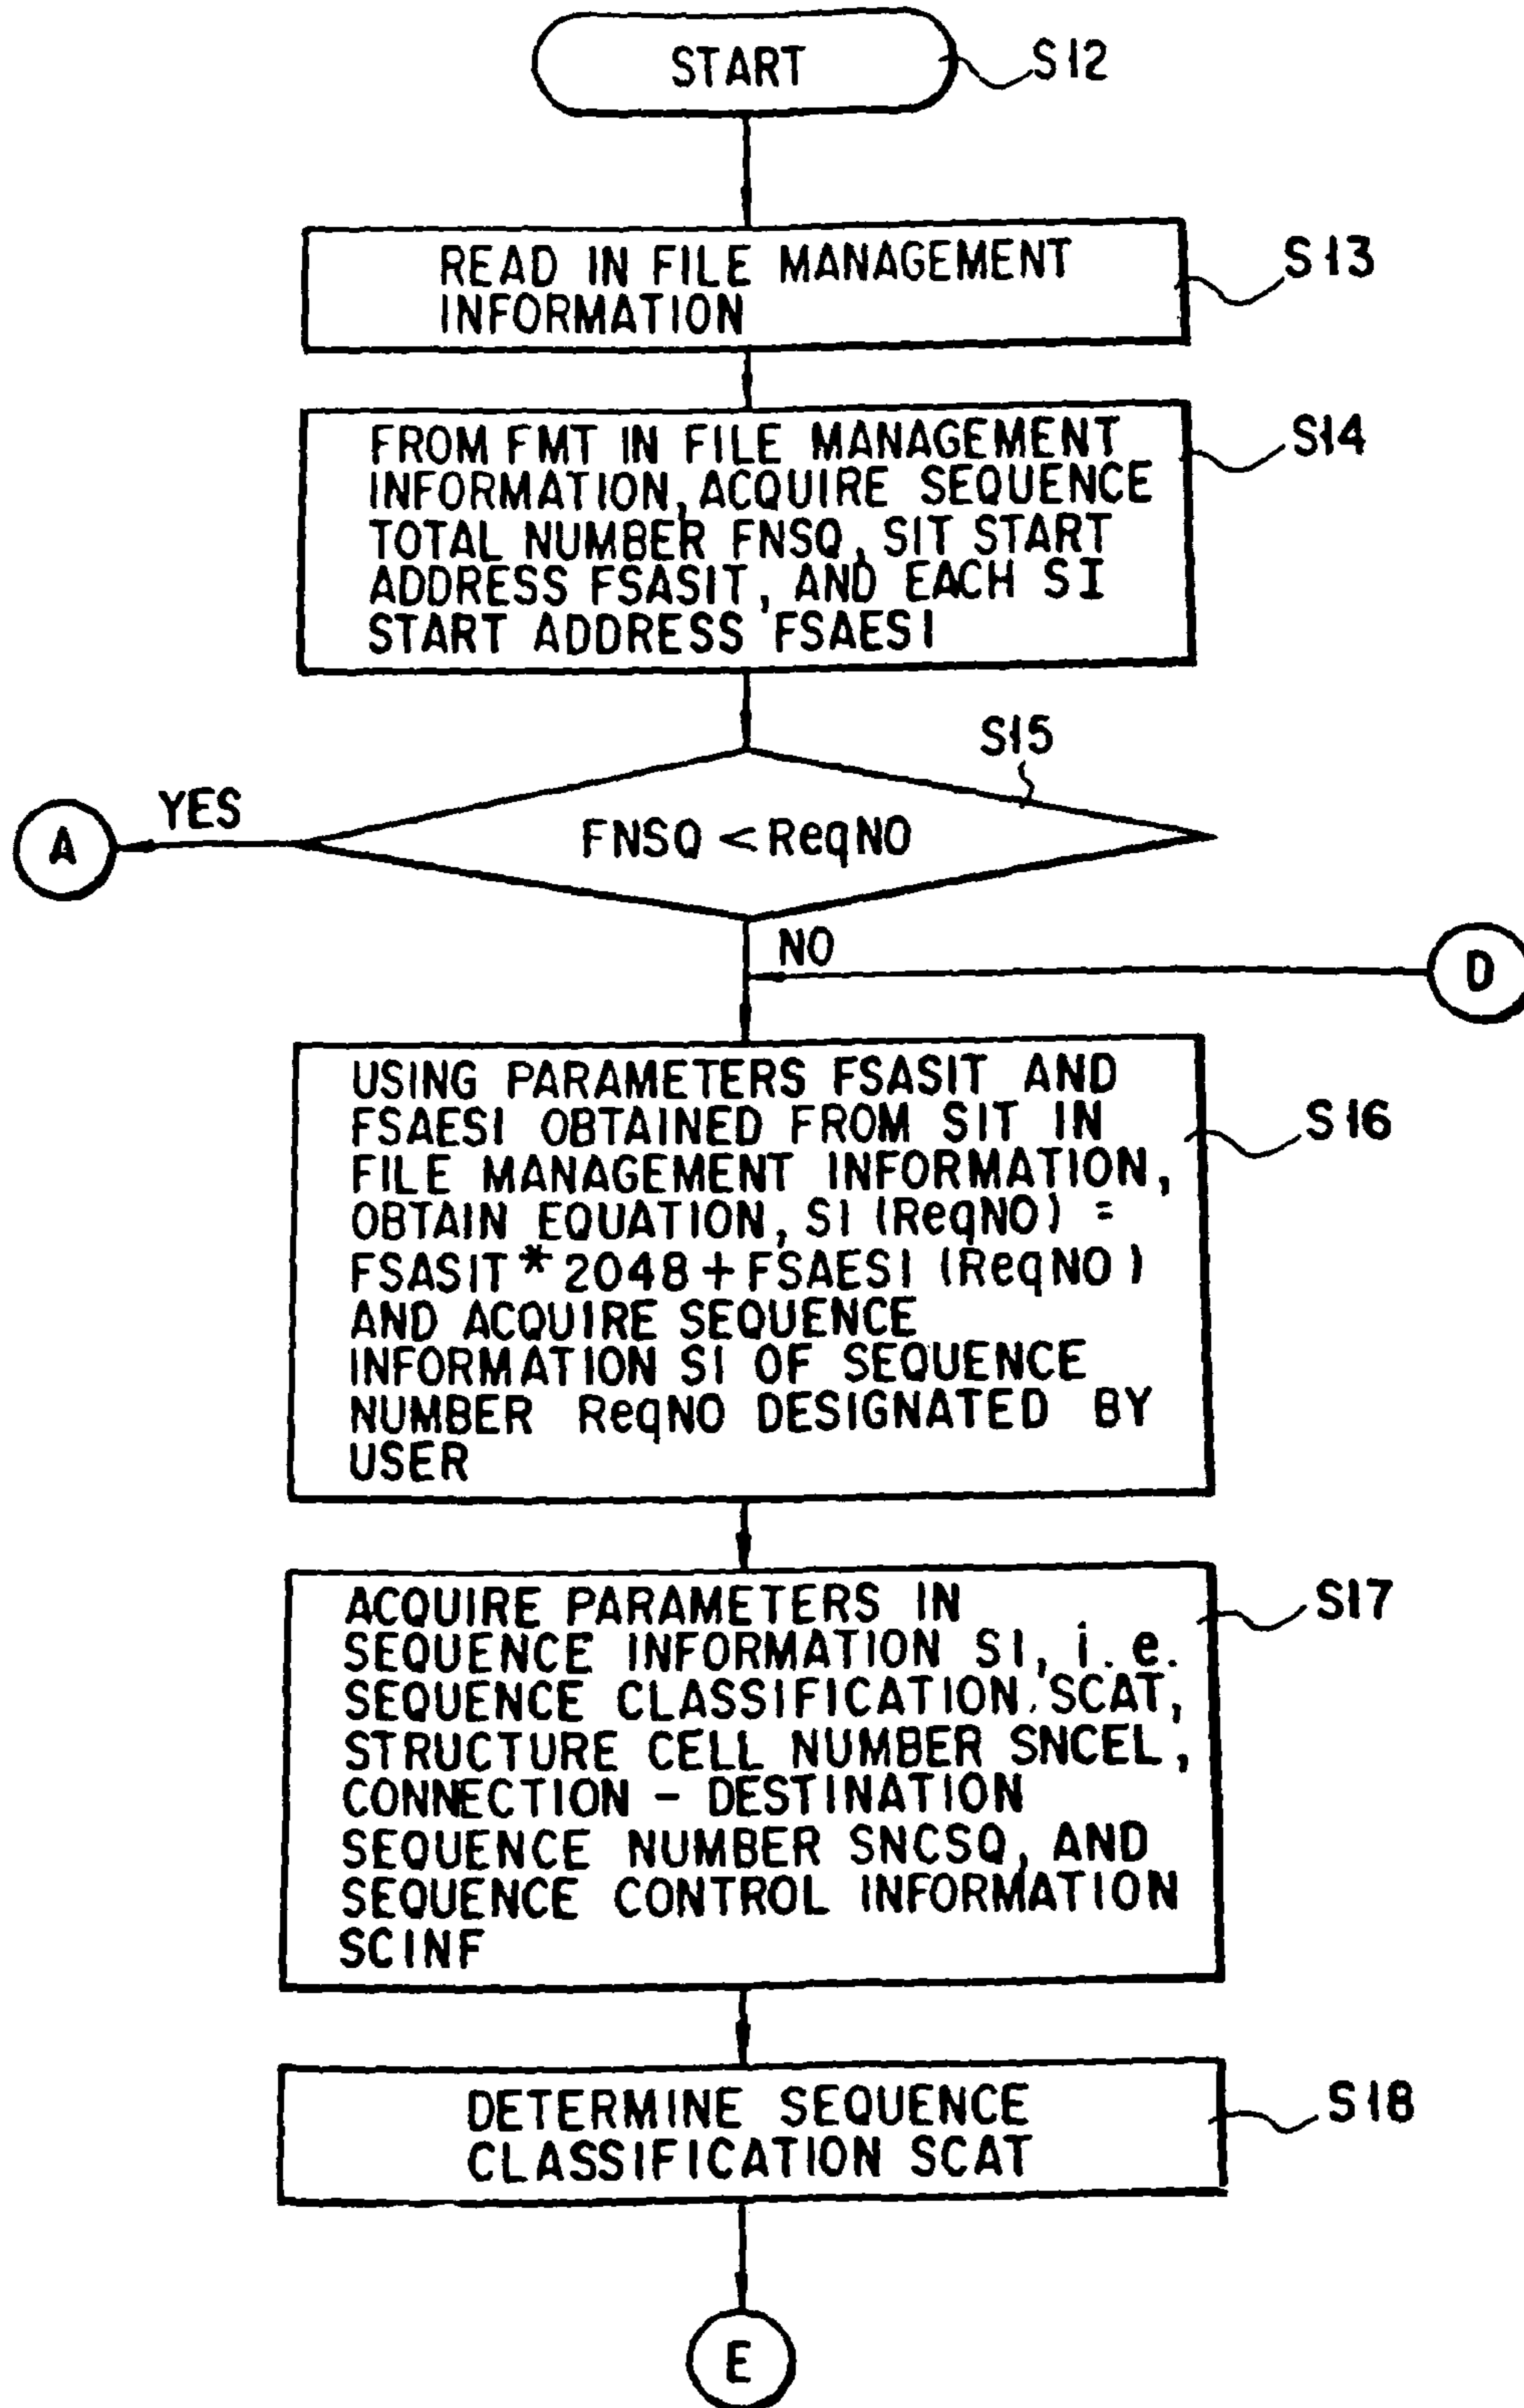 START
S12
READ IN FILE MANAGEMENT
INFORMATION
S13
FROM FMT IN FILE MANAGEMENT
INFORMATION, ACQUIRE SEQUENCE
TOTAL NUMBER FNSQ, SIT START
ADDRESS FSASIT, AND EACH SI
START ADDRESS FSAESI
S14
S15
YES
A
FNSQ < ReqNO
NO
D
USING PARAMETERS FSASIT AND
FSAESI OBTAINED FROM SIT IN
FILE MANAGEMENT INFORMATION,
OBTAIN EQUATION, SI (ReqNO) =
FSASIT * 2048 + FSAESI (ReqNO)
AND ACQUIRE SEQUENCE
INFORMATION SI OF SEQUENCE
NUMBER ReqNO DESIGNATED BY
USER
S16
ACQUIRE PARAMETERS IN
SEQUENCE INFORMATION SI, i.e.
SEQUENCE CLASSIFICATION, SCAT,
STRUCTURE CELL NUMBER SNCEL,
CONNECTION - DESTINATION
SEQUENCE NUMBER SNCSQ, AND
SEQUENCE CONTROL INFORMATION
SCINF
S17
DETERMINE SEQUENCE
CLASSIFICATION SCAT
S18
E